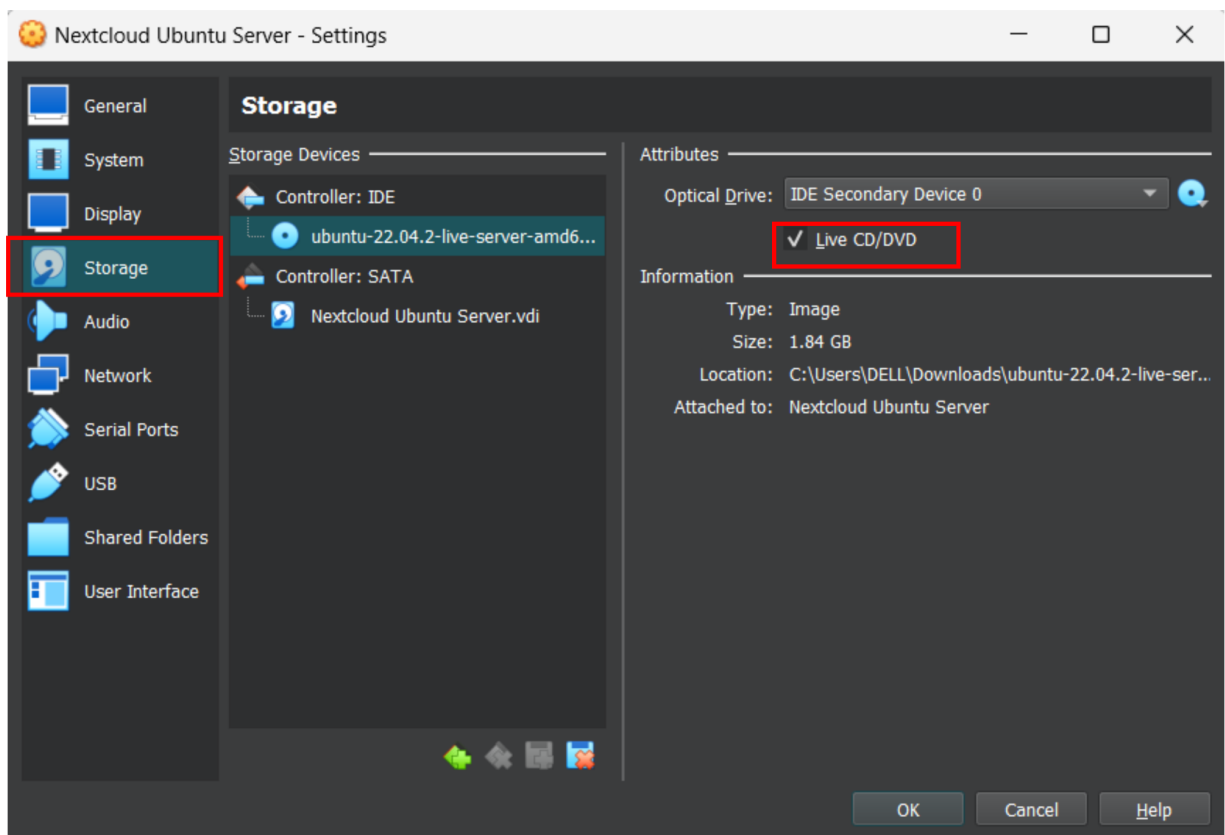 Nextcloud Ubuntu Server - Settings
General
System
Display
Storage
Audio
Network
Serial Ports
USB
Shared Folders
User Interface
Storage
Storage Devices
Controller: IDE
ubuntu-22.04.2-live-server-amd6...
Controller: SATA
Nextcloud Ubuntu Server.vdi
Attributes
Optical Drive: IDE Secondary Device 0
Live CD/DVD
Information
Type: Image
Size: 1.84 GB
Location: C:\Users\DELL\Downloads\ubuntu-22.04.2-live-ser...
Attached to: Nextcloud Ubuntu Server
OK Cancel Help